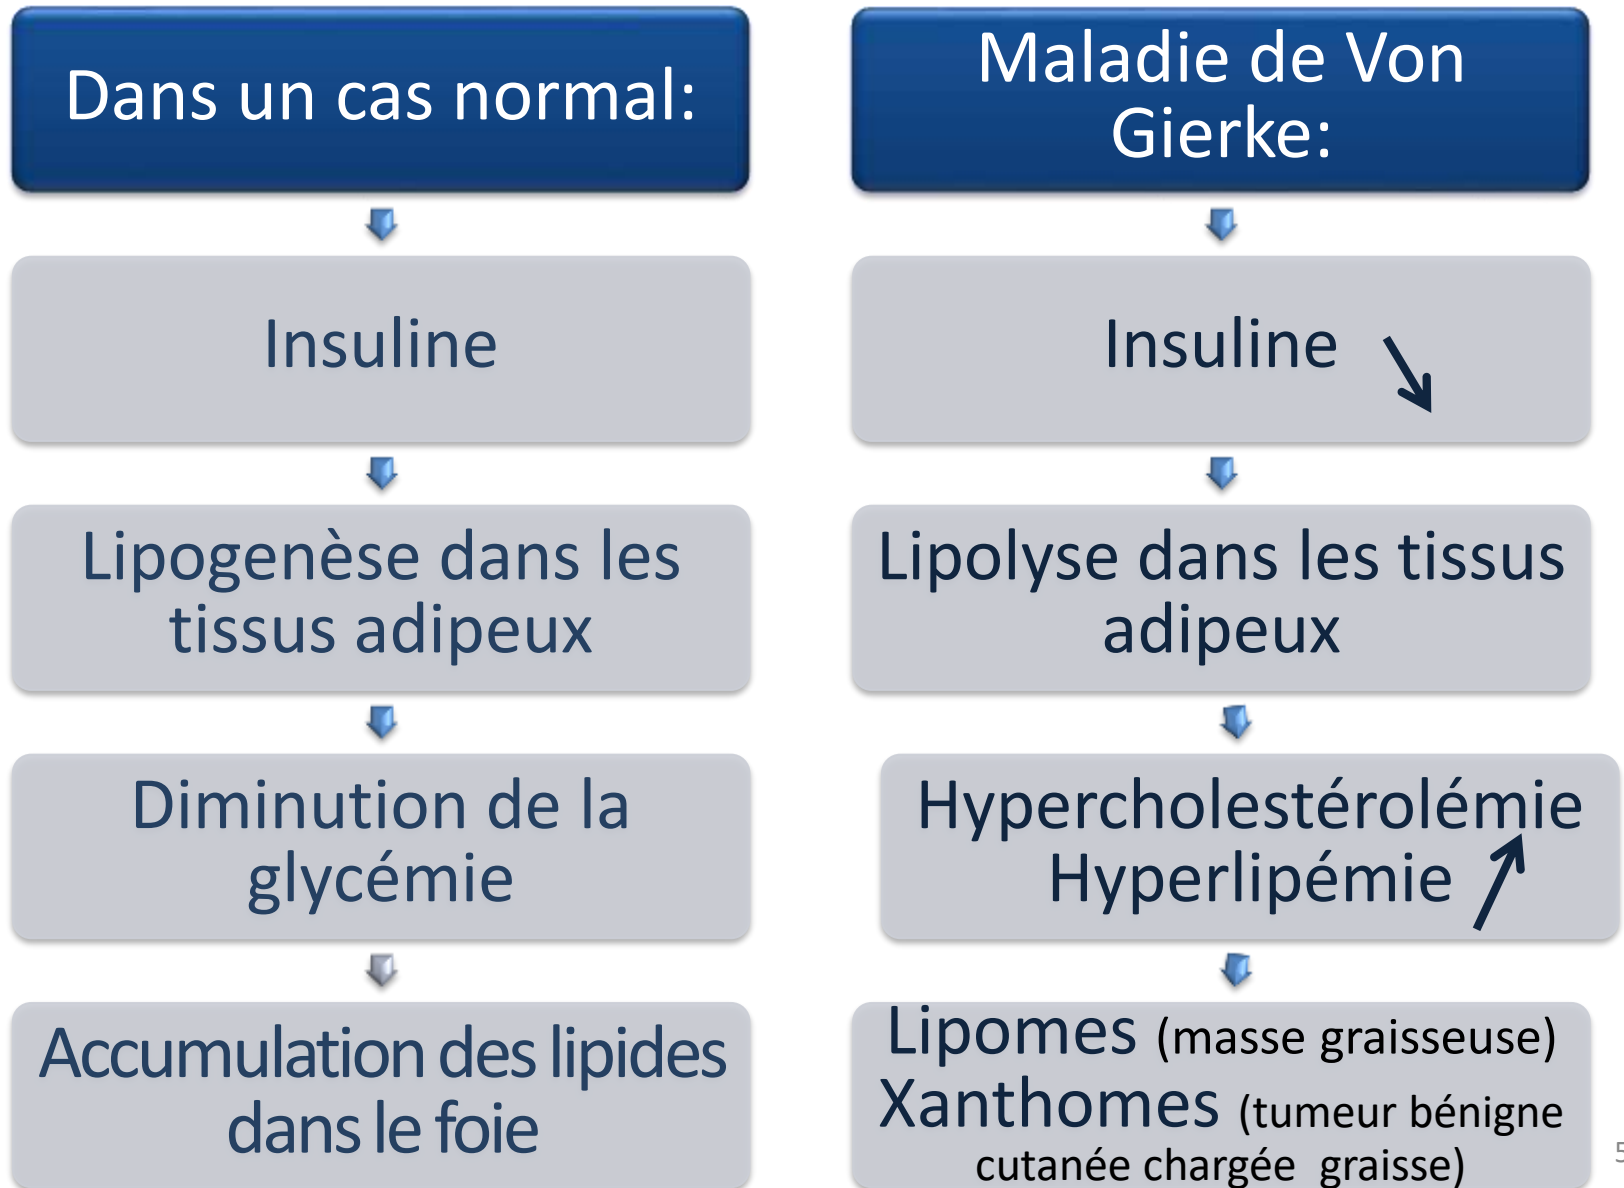 Dans un cas normal:
Insuline
Lipogenèse dans les
tissus adipeux
Diminution de la
glycémie
Accumulation des lipides
dans le foie
Maladie de Von
Gierke:
Insuline
Lipolyse dans les tissus
adipeux
Hypercholestérolémie
Hyperlipémie
Lipomes (masse graisseuse)
Xanthomes (tumeur bénigne
cutanée chargée graisse)
5